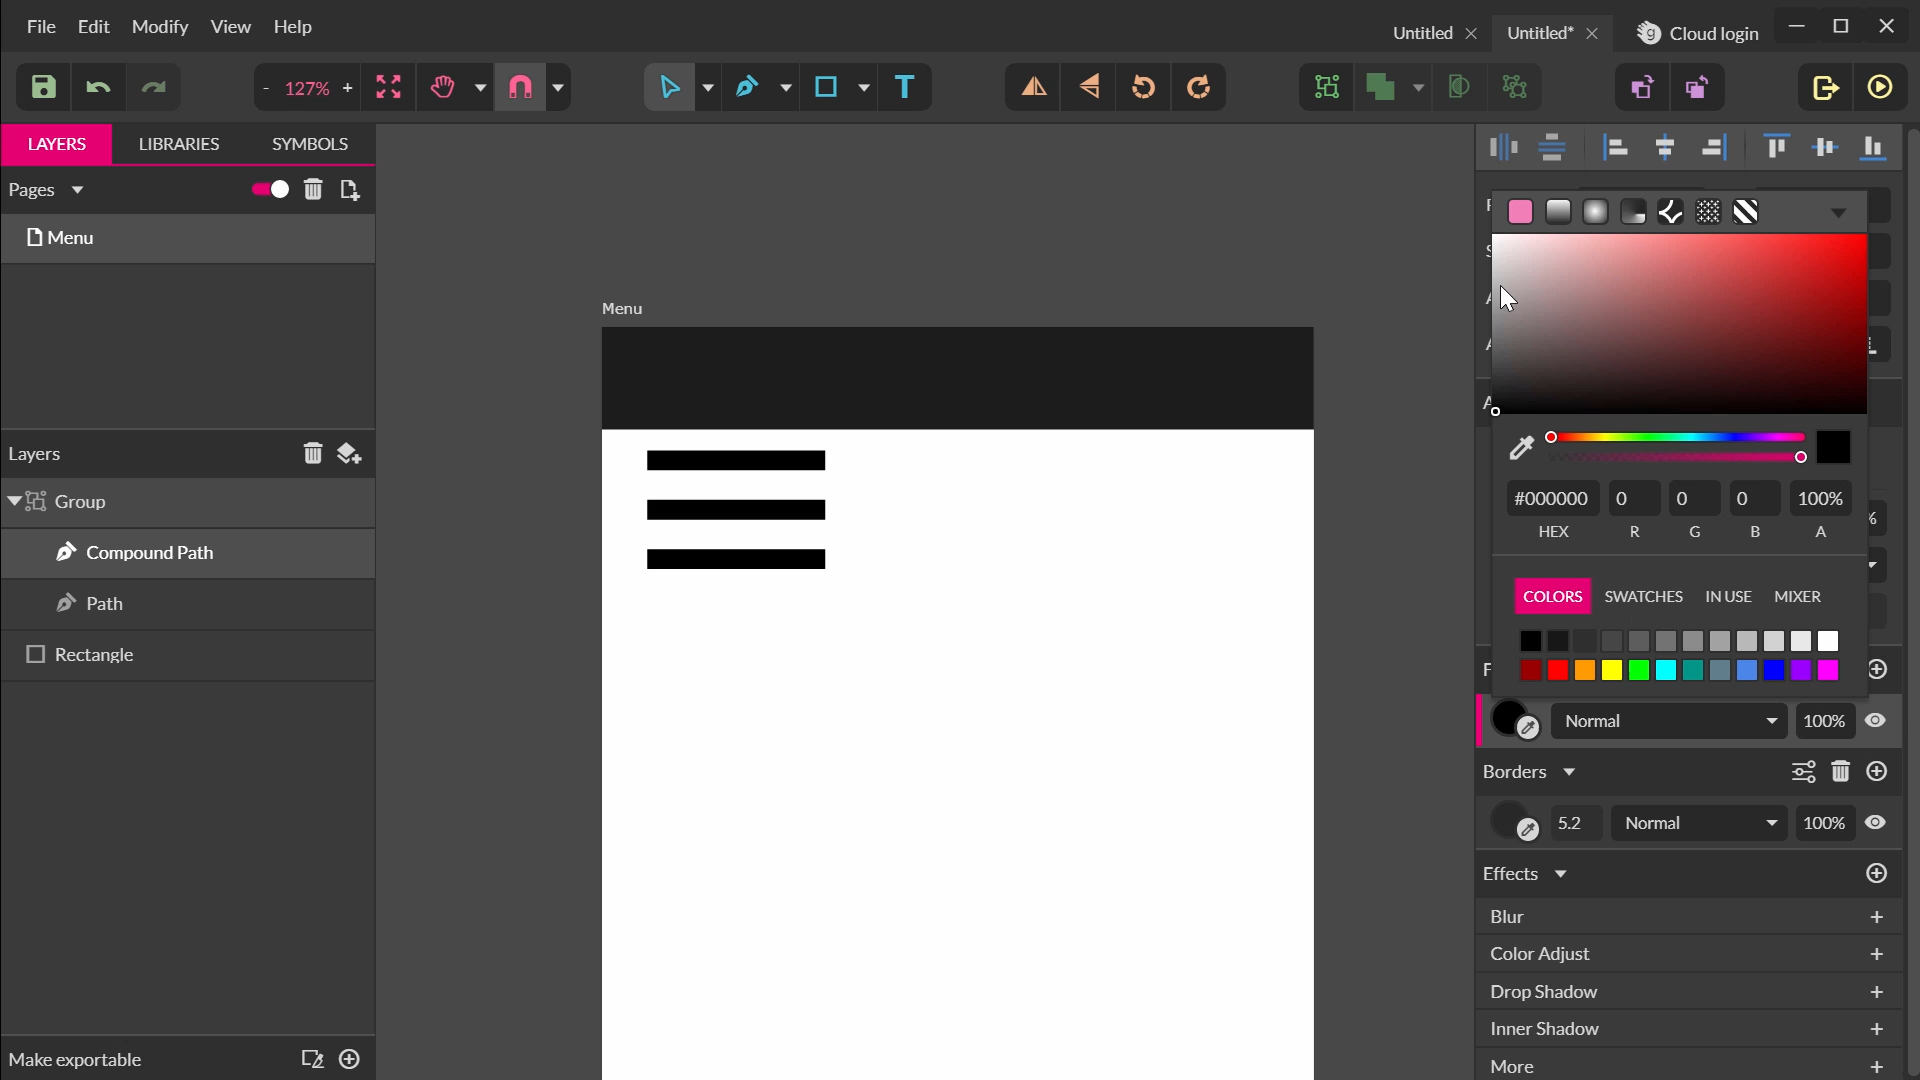 File Edit Modify View Help
Untitled Untitled* Cloud login
- 127% +
T
LAYERS LIBRARIES SYMBOLS
Pages
Menu
Menu
Layers
Group
Compound Path
Path
Rectangle
Make exportable
#000000 0 0 0 100%
HEX R G B A
%
COLORS SWATCHES IN USE MIXER
Normal 100%
Borders
5.2 Normal 100%
Effects
Blur +
Color Adjust +
Drop Shadow +
Inner Shadow +
More +